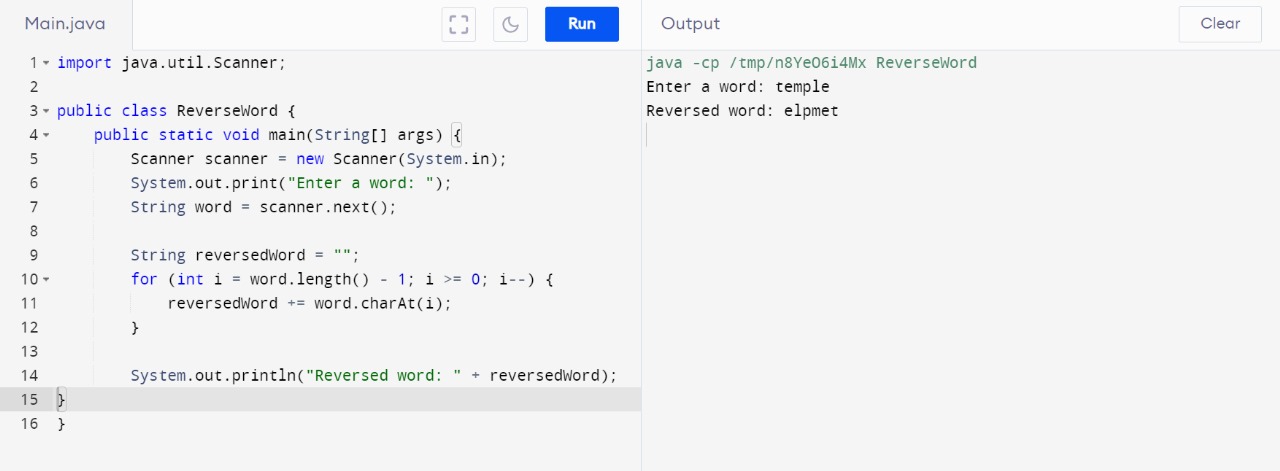 Main.java
Run
1 import java.util.Scanner;
2
3 public class ReverseWord {
4     public static void main(String[] args) {
5         Scanner scanner = new Scanner(System.in);
6         System.out.print("Enter a word: ");
7         String word = scanner.next();
8
9         String reversedWord = "";
10         for (int i = word.length() - 1; i >= 0; i--) {
11             reversedWord += word.charAt(i);
12         }
13
14         System.out.println("Reversed word: " + reversedWord);
15 }
16 }
Output
Clear
java -cp /tmp/n8YeO6i4Mx ReverseWord
Enter a word: temple
Reversed word: elpmet